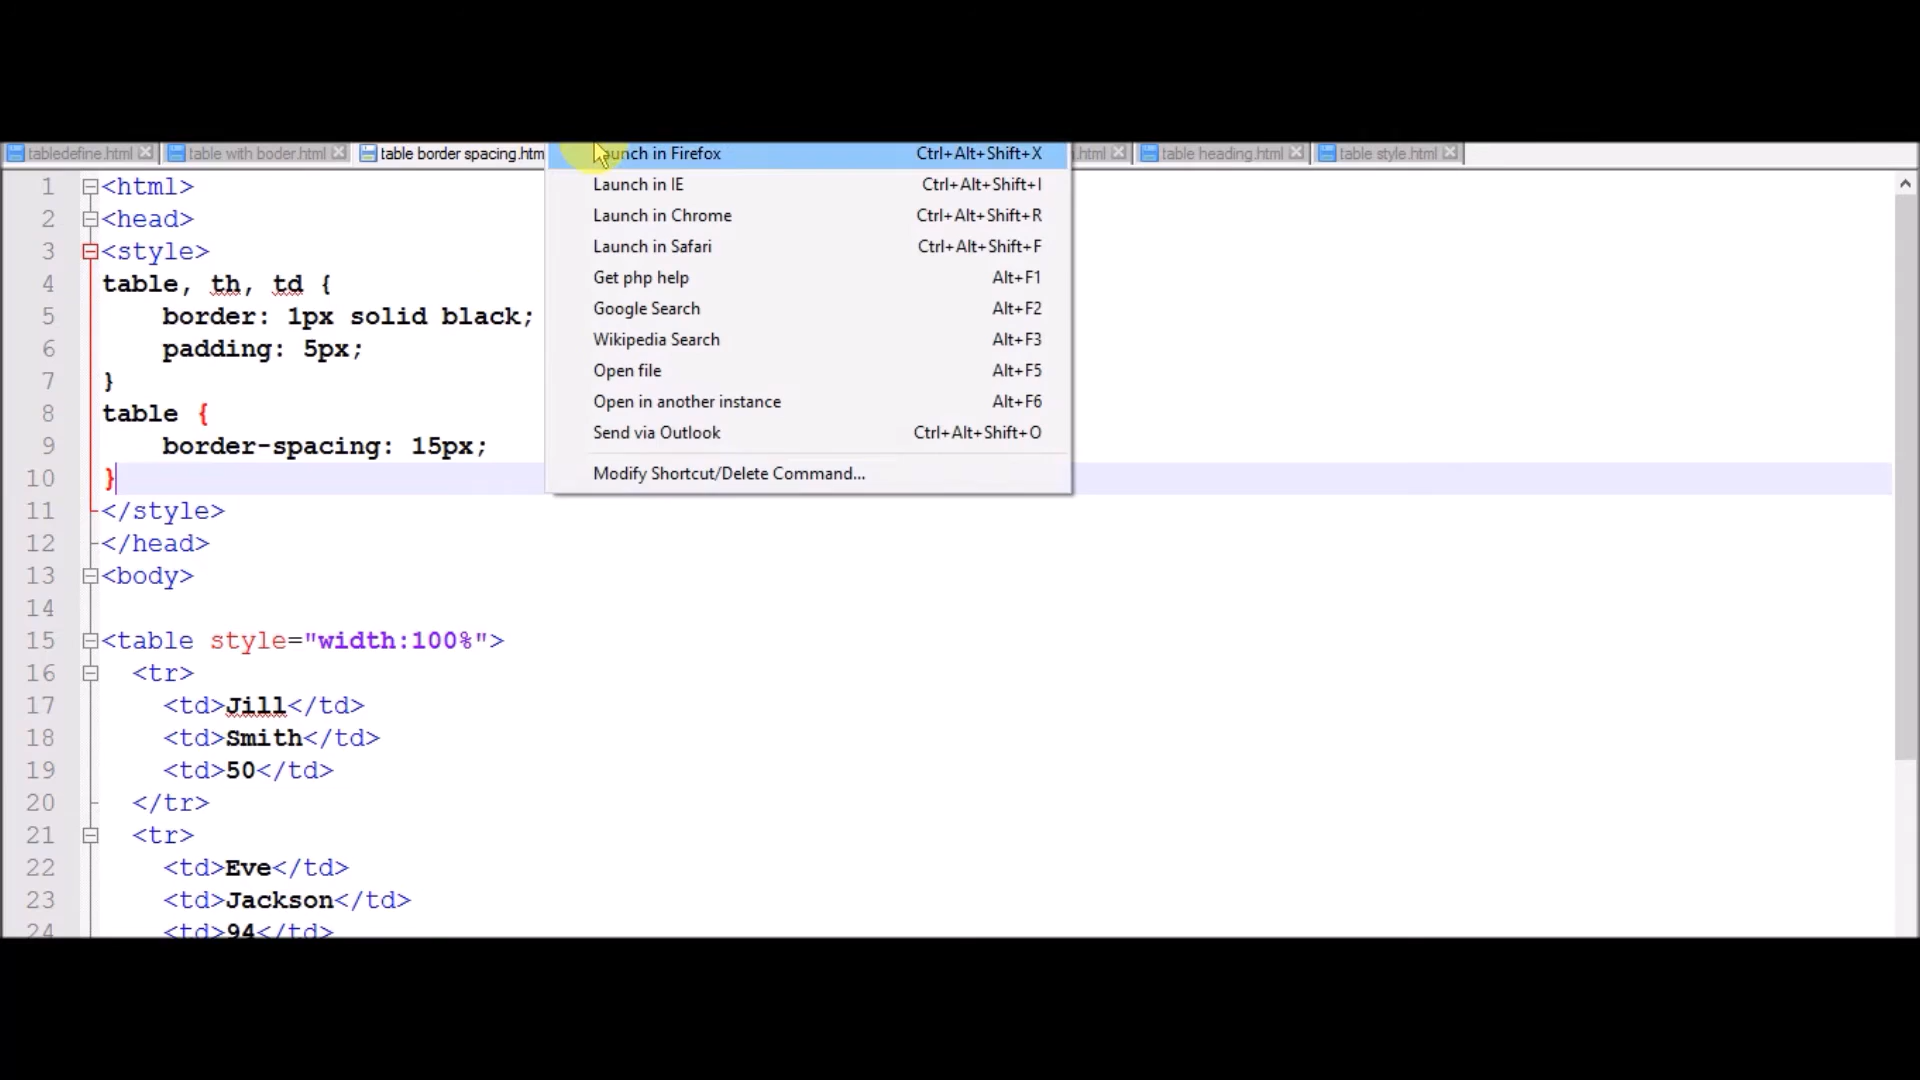 tabledefine.html
table with boder.html
table border spacing.htm
.html
table heading.html
table style.html
Launch in Firefox Ctrl+Alt+Shift+X
Launch in IE Ctrl+Alt+Shift+I
Launch in Chrome Ctrl+Alt+Shift+R
Launch in Safari Ctrl+Alt+Shift+F
Get php help Alt+F1
Google Search Alt+F2
Wikipedia Search Alt+F3
Open file Alt+F5
Open in another instance Alt+F6
Send via Outlook Ctrl+Alt+Shift+O
Modify Shortcut/Delete Command...
1 <html>
2 <head>
3 <style>
4 table, th, td {
5 border: 1px solid black;
6 padding: 5px;
7 }
8 table {
9 border-spacing: 15px;
10 }
11 </style>
12 </head>
13 <body>
14
15 <table style="width:100%">
16 <tr>
17 <td>Jill</td>
18 <td>Smith</td>
19 <td>50</td>
20 </tr>
21 <tr>
22 <td>Eve</td>
23 <td>Jackson</td>
24 <td>94</td>